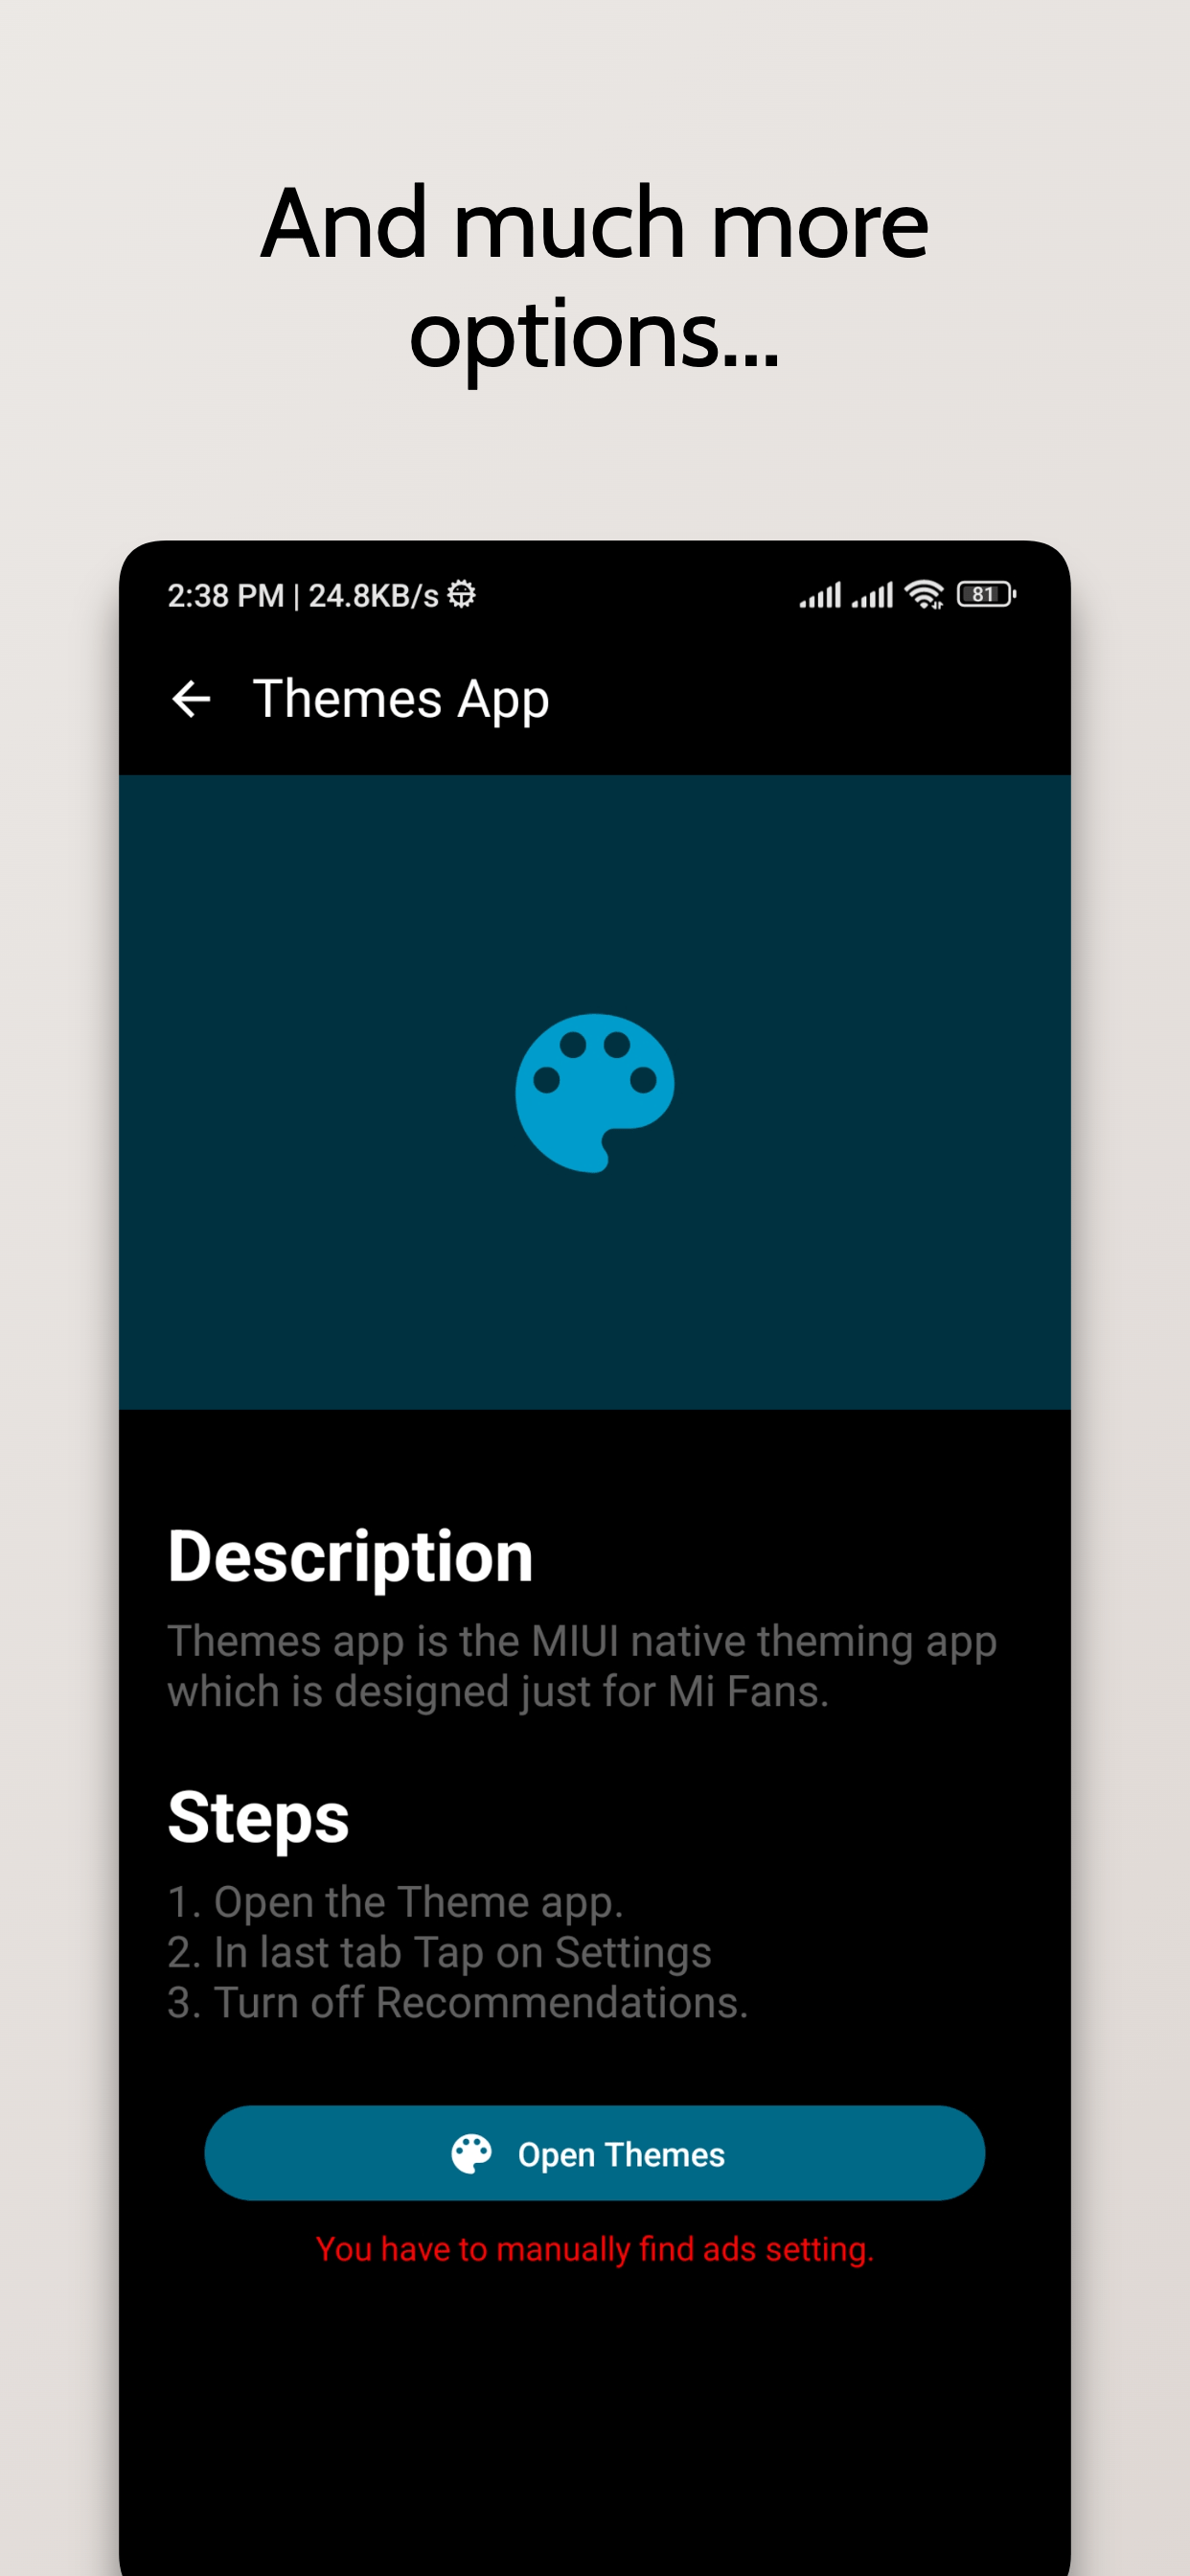 And much more
options...
2:38 PM | 24.8KB/s
81
Themes App
Description
Themes app is the MIUI native theming app
which is designed just for Mi Fans.
Steps
1. Open the Theme app.
2. In last tab Tap on Settings
3. Turn off Recommendations.
Open Themes
You have to manually find ads setting.